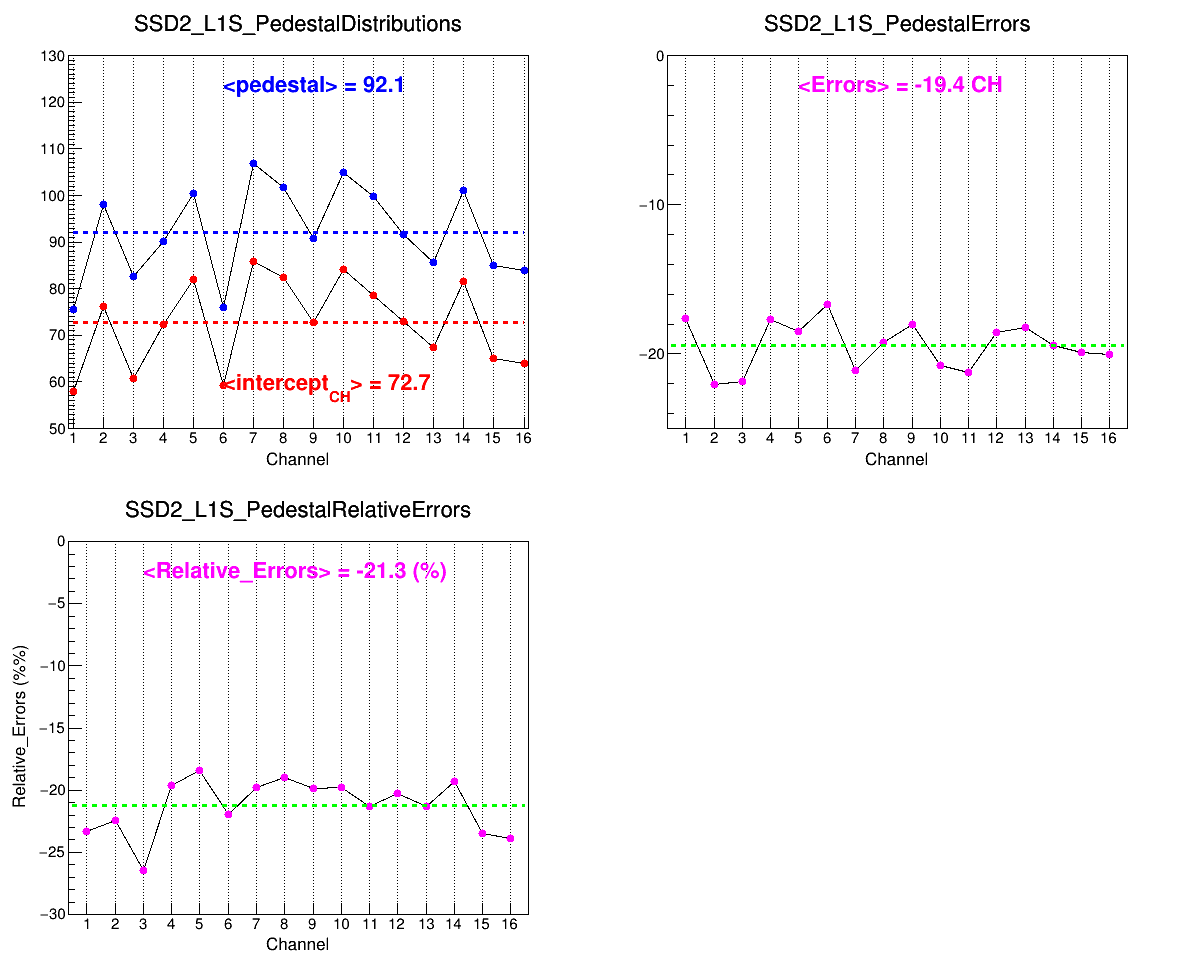 SSD2_L1S_PedestalDistributions
<pedestal> = 92.1
<intercept_CH> = 72.7
130
120
110
100
90
80
70
60
50
1 2 3 4 5 6 7 8 9 10 11 12 13 14 15 16
Channel
SSD2_L1S_PedestalErrors
<Errors> = -19.4 CH
0
−10
−20
1 2 3 4 5 6 7 8 9 10 11 12 13 14 15 16
Channel
SSD2_L1S_PedestalRelativeErrors
<Relative_Errors> = -21.3 (%)
Relative_Errors (%%)
0
−5
−10
−15
−20
−25
−30
1 2 3 4 5 6 7 8 9 10 11 12 13 14 15 16
Channel